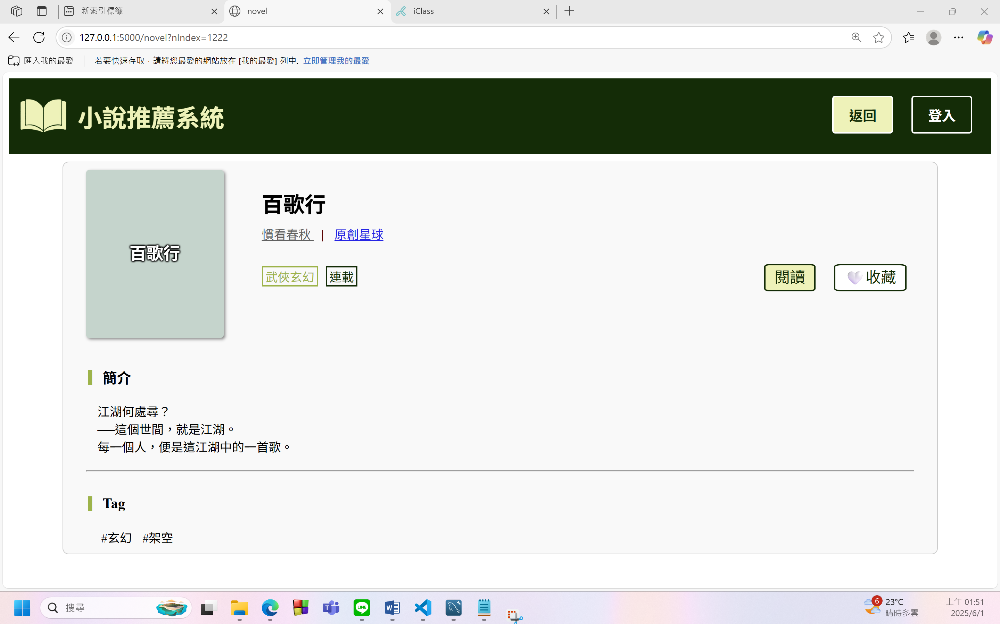 新索引標籤
novel
iClass
127.0.0.1:5000/novel?nIndex=1222
匯入我的最愛
若要快速存取，請將您最愛的網站放在 [我的最愛] 列中. 立即管理我的最愛
小說推薦系統
返回
登入
百歌行
百歌行
慣看春秋 | 原創星球
武俠玄幻 連載
閱讀
收藏
簡介
江湖何處尋？
──這個世間，就是江湖。
每一個人，便是這江湖中的一首歌。
Tag
#玄幻 #架空
搜尋
T
LINE
W
6
23°C
晴時多雲
上午 01:51
2025/6/1